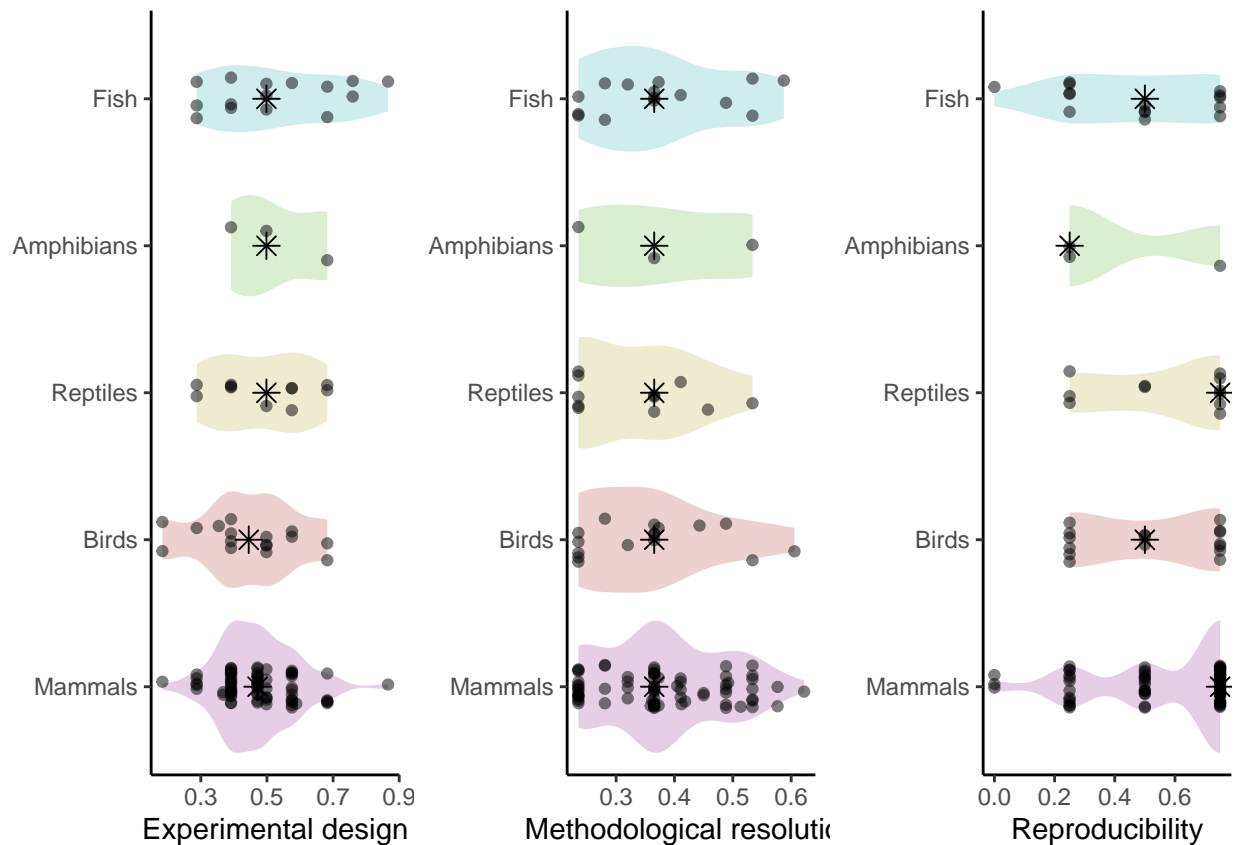 Fish
Amphibians
Reptiles
Birds
Mammals
0.3 0.5 0.7 0.9
Experimental design
Fish
Amphibians
Reptiles
Birds
Mammals
0.3 0.4 0.5 0.6
Methodological resolutio
Fish
Amphibians
Reptiles
Birds
Mammals
0.0 0.2 0.4 0.6
Reproducibility